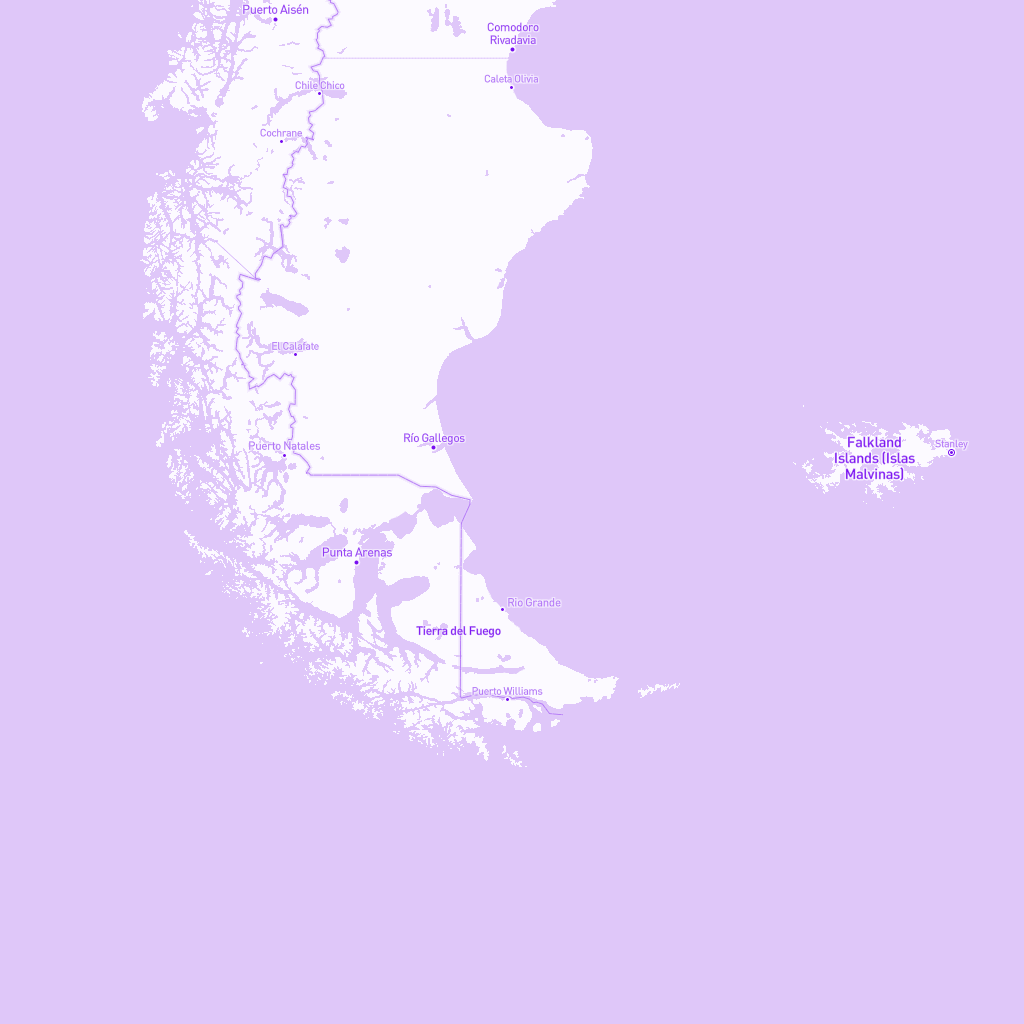 Puerto Aisén
Comodoro
Rivadavia
Caleta Olivia
Chile Chico
Cochrane
El Calafate
Río Gallegos
Puerto Natales
Falkland
Islands (Islas
Malvinas)
Stanley
Punta Arenas
Rio Grande
Tierra del Fuego
Puerto Williams